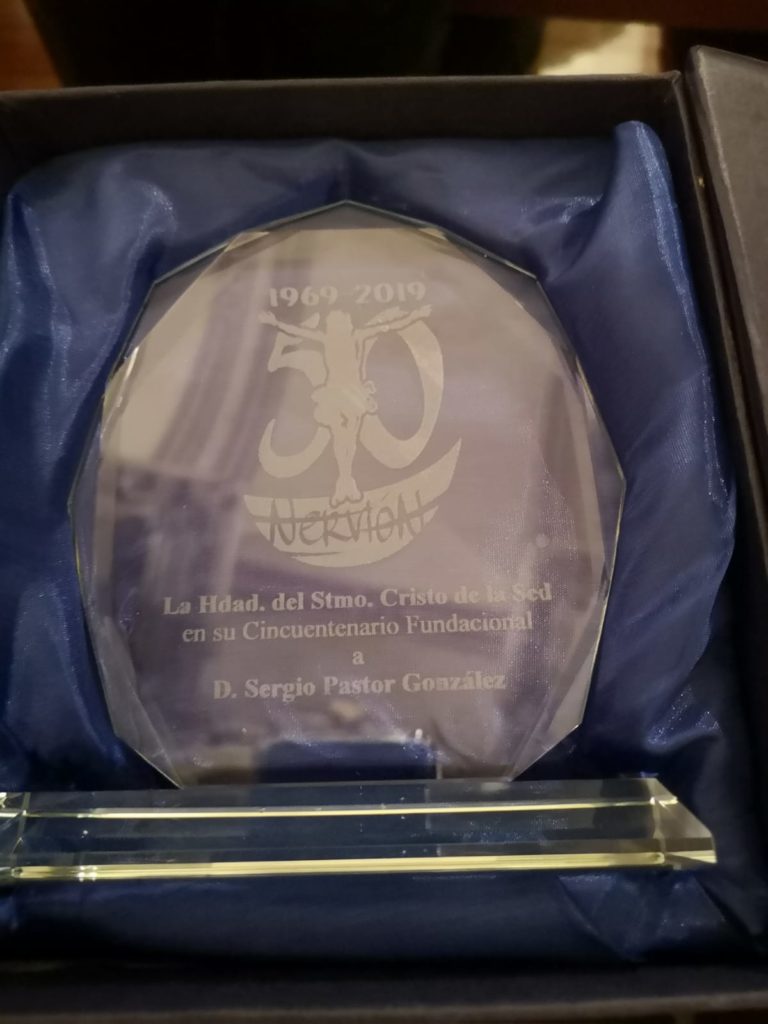 1969-2019
50
NERVIÓN
La Hdad. del Stmo. Cristo de la Sed
en su Cincuentenario Fundacional
a
D. Sergio Pastor González